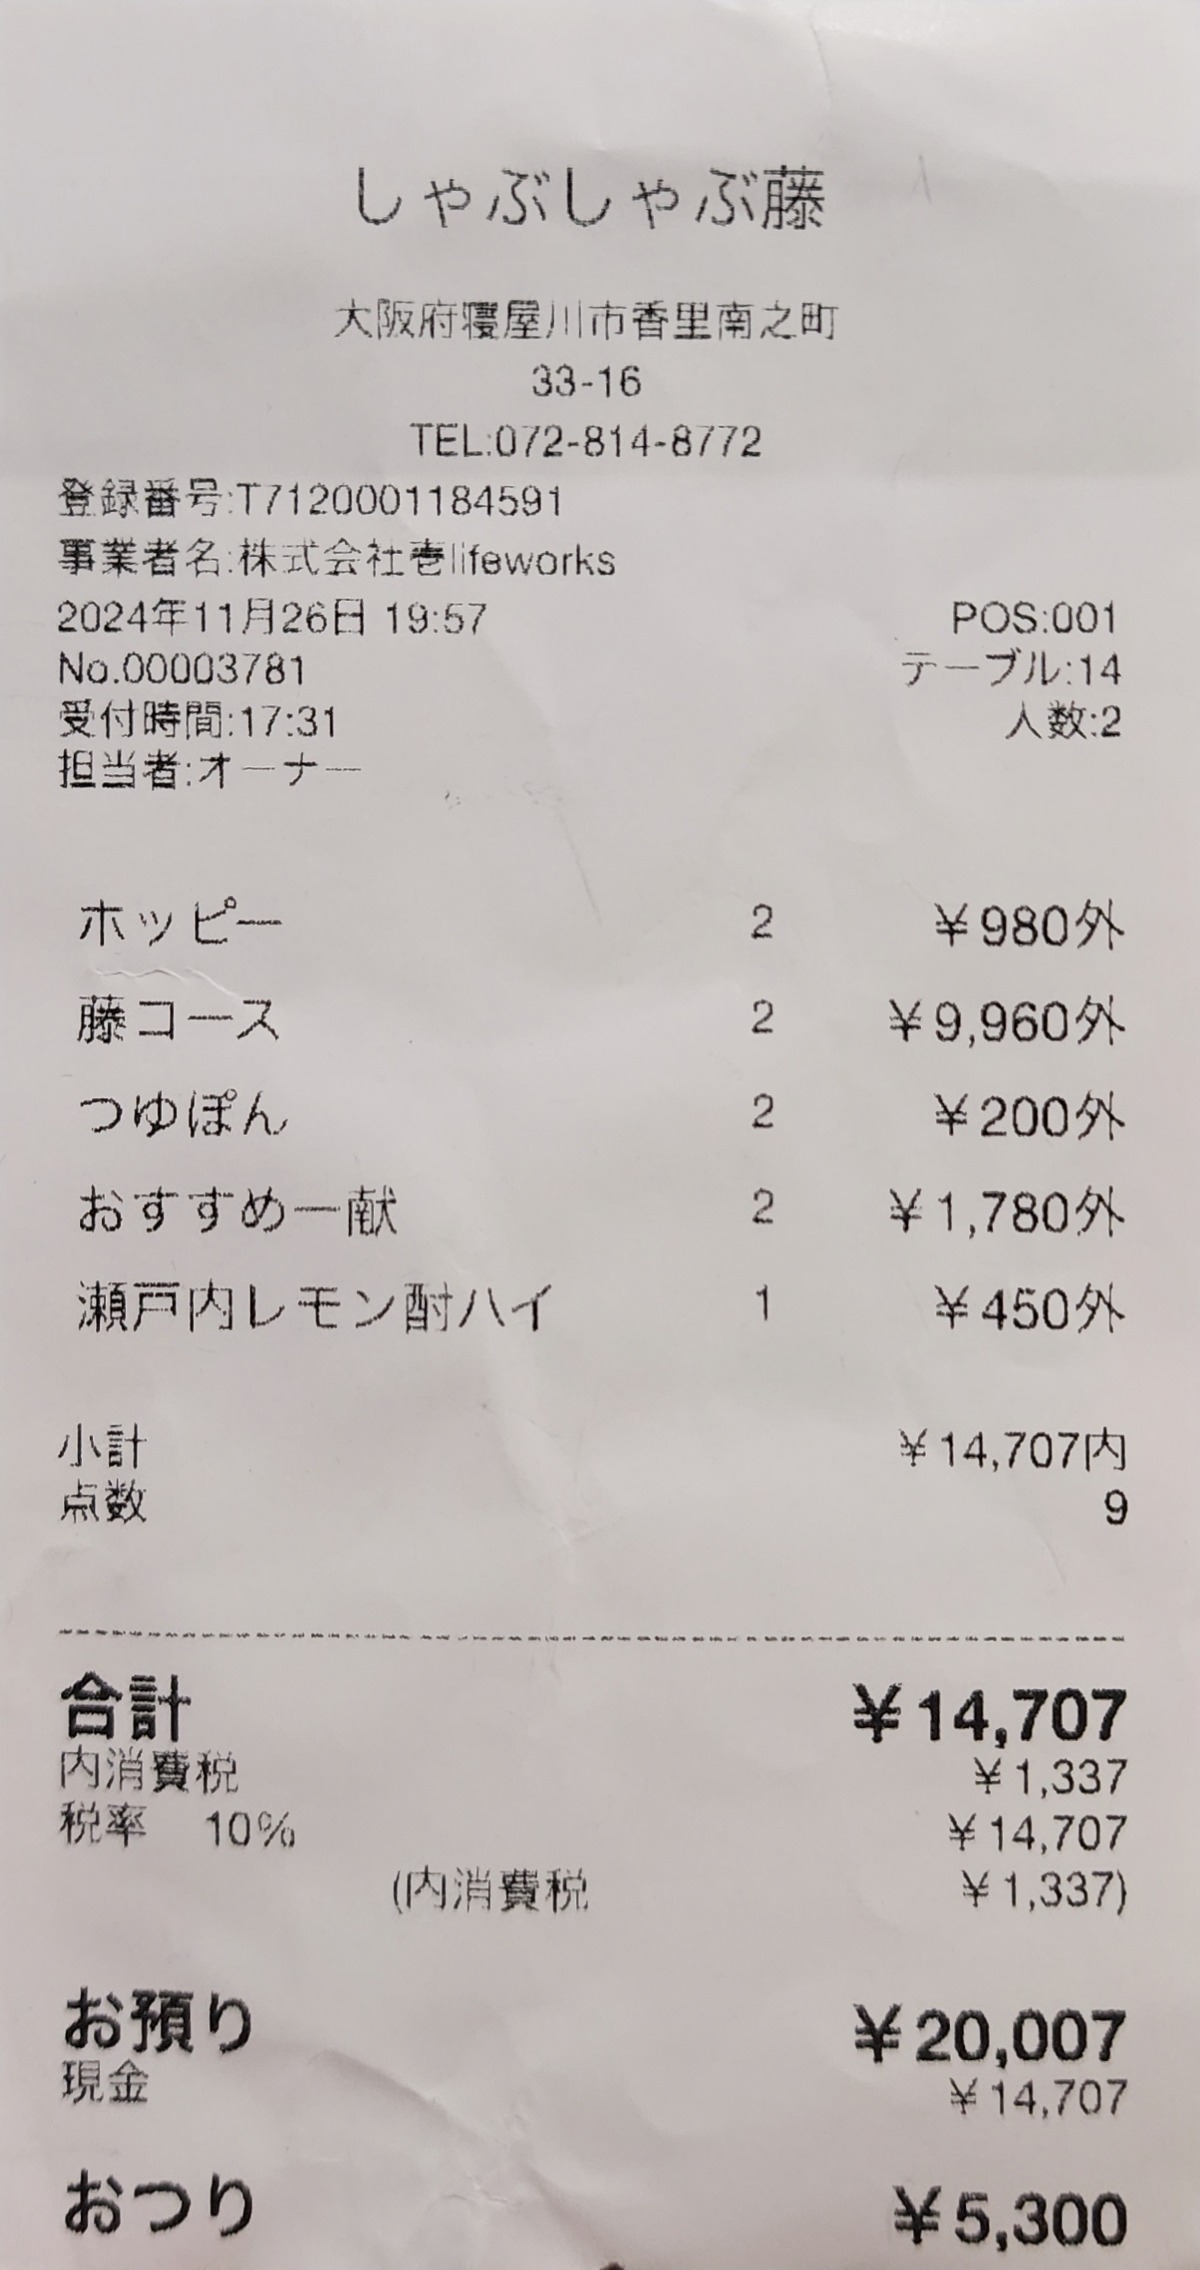 しゃぶしゃぶ藤
大阪府寝屋川市香里南之町
33-16
TEL:072-814-8772
登録番号:T7120001184591
事業者名:株式会社壱lifeworks
2024年11月26日 19:57 POS:001
No.00003781 テーブル:14
受付時間:17:31 人数:2
担当者:オーナー
ホッピー 2 ¥980外
藤コース 2 ¥9,960外
つゆぽん 2 ¥200外
おすすめ一献 2 ¥1,780外
瀬戸内レモン酎ハイ 1 ¥450外
小計 ¥14,707内
点数 9
合計 ¥14,707
内消費税 ¥1,337
税率 10% ¥14,707
(内消費税 ¥1,337)
お預り ¥20,007
現金 ¥14,707
おつり ¥5,300